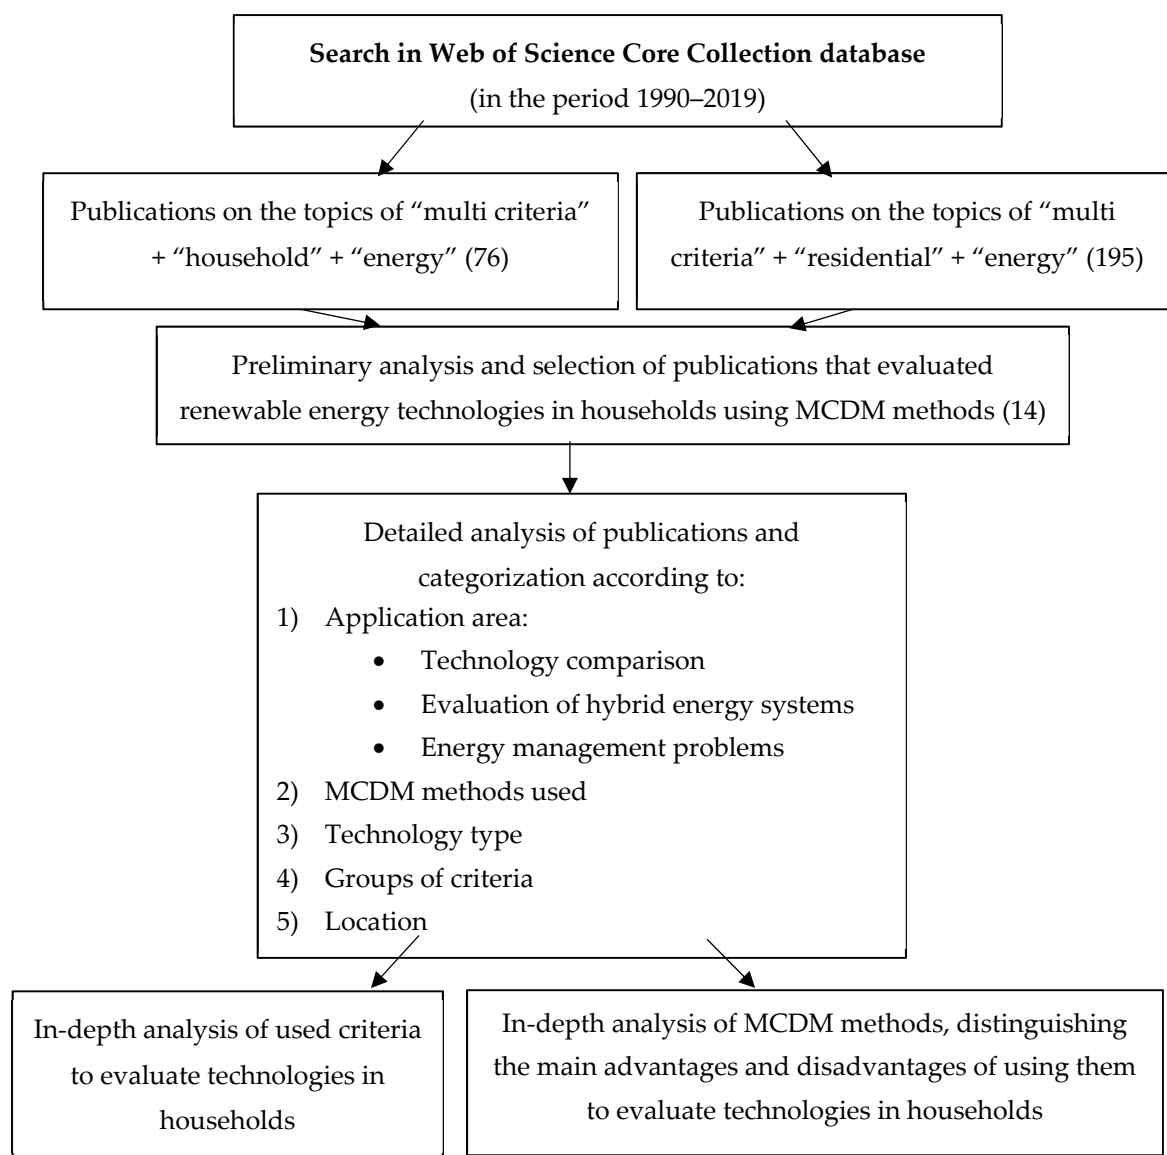 Search in Web of Science Core Collection database
(in the period 1990–2019)
Publications on the topics of “multi criteria”
+ “household” + “energy” (76)
Publications on the topics of “multi
criteria” + “residential” + “energy” (195)
Preliminary analysis and selection of publications that evaluated
renewable energy technologies in households using MCDM methods (14)
Detailed analysis of publications and
categorization according to:
1) Application area:
• Technology comparison
• Evaluation of hybrid energy systems
• Energy management problems
2) MCDM methods used
3) Technology type
4) Groups of criteria
5) Location
In-depth analysis of used criteria
to evaluate technologies in
households
In-depth analysis of MCDM methods, distinguishing
the main advantages and disadvantages of using them
to evaluate technologies in households